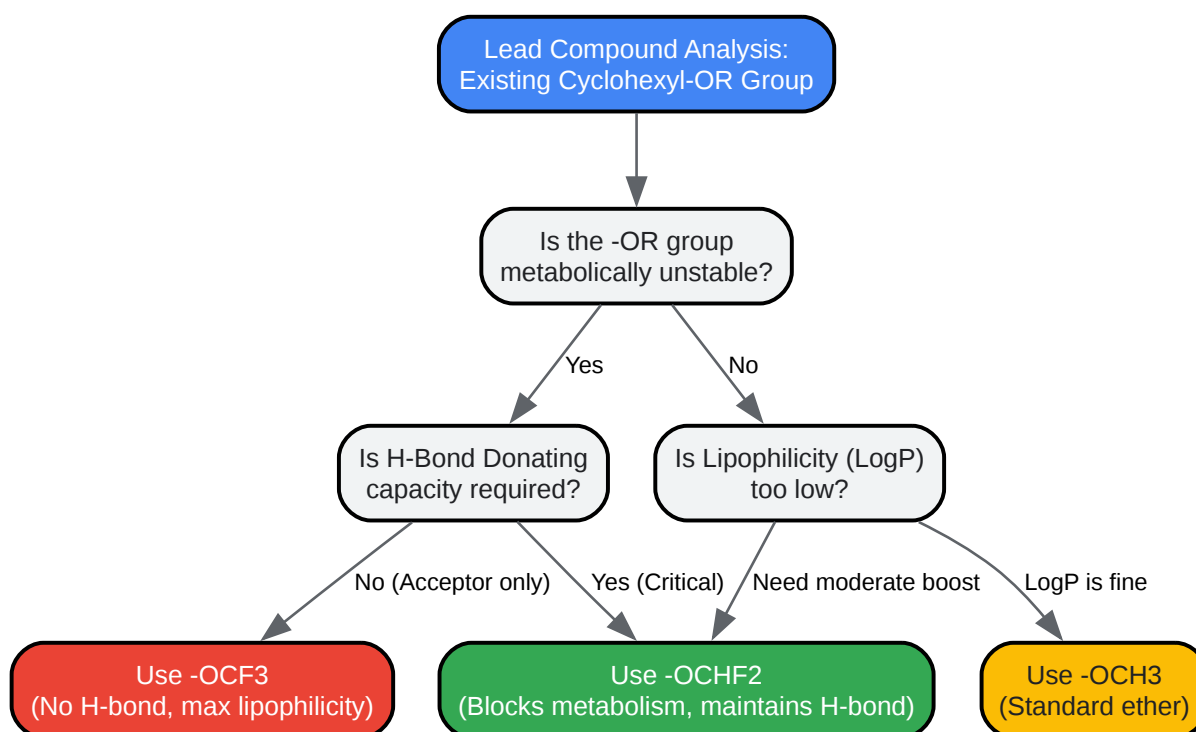 Lead Compound Analysis:
Existing Cyclohexyl-OR Group
Is the -OR group
metabolically unstable?
Yes
No
Is H-Bond Donating
capacity required?
Is Lipophilicity (LogP)
too low?
No (Acceptor only)
Yes (Critical)
Need moderate boost
LogP is fine
Use -OCF3
(No H-bond, max lipophilicity)
Use -OCHF2
(Blocks metabolism, maintains H-bond)
Use -OCH3
(Standard ether)